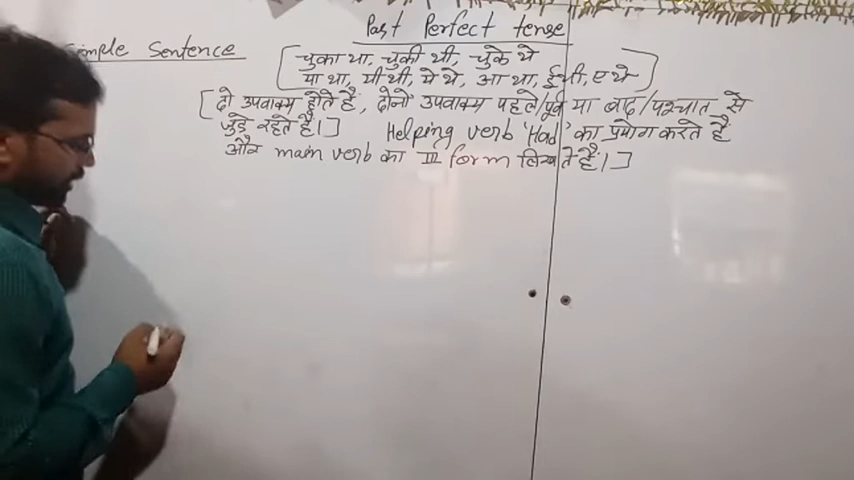 Past Perfect tense
Simple Sentence
[चुका था, चुकी थी, चुके थे
या था, यी थी, ये थे, आ था, ई थी, ए थे]
[दो उपवाक्य होते हैं, दोनों उपवाक्य पहले/पूर्व या बाद/पश्चात से
जुड़े रहते हैं।] Helping verb 'Had' का प्रयोग करते है
और main verb का III form लिखते हैं।]